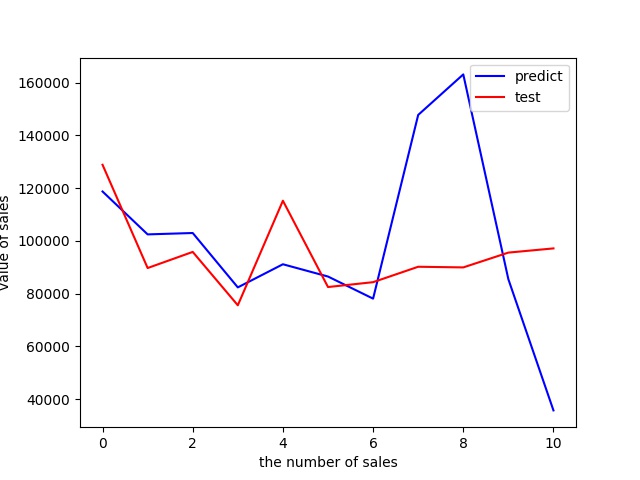 160000
140000
120000
100000
80000
60000
40000
0 2 4 6 8 10
the number of sales
value of sales
predict
test